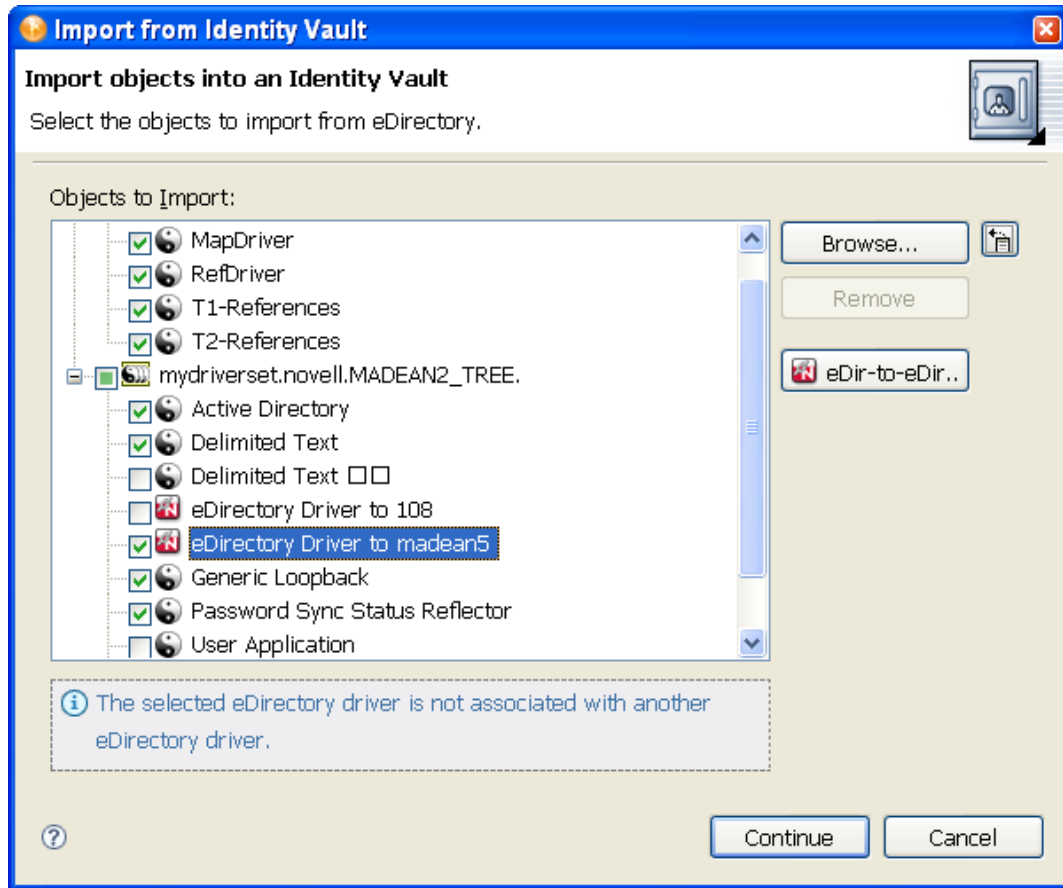 Import from Identity Vault
Import objects into an Identity Vault
Select the objects to import from eDirectory.
Objects to Import:
MapDriver
Browse...
RefDriver
Remove
T1-References
T2-References
mydriverset.novell.MADEAN2_TREE.
eDir-to-eDir..
Active Directory
Delimited Text
Delimited Text □□
eDirectory Driver to 108
eDirectory Driver to madean5
Generic Loopback
Password Sync Status Reflector
User Application
The selected eDirectory driver is not associated with another
eDirectory driver.
Continue
Cancel